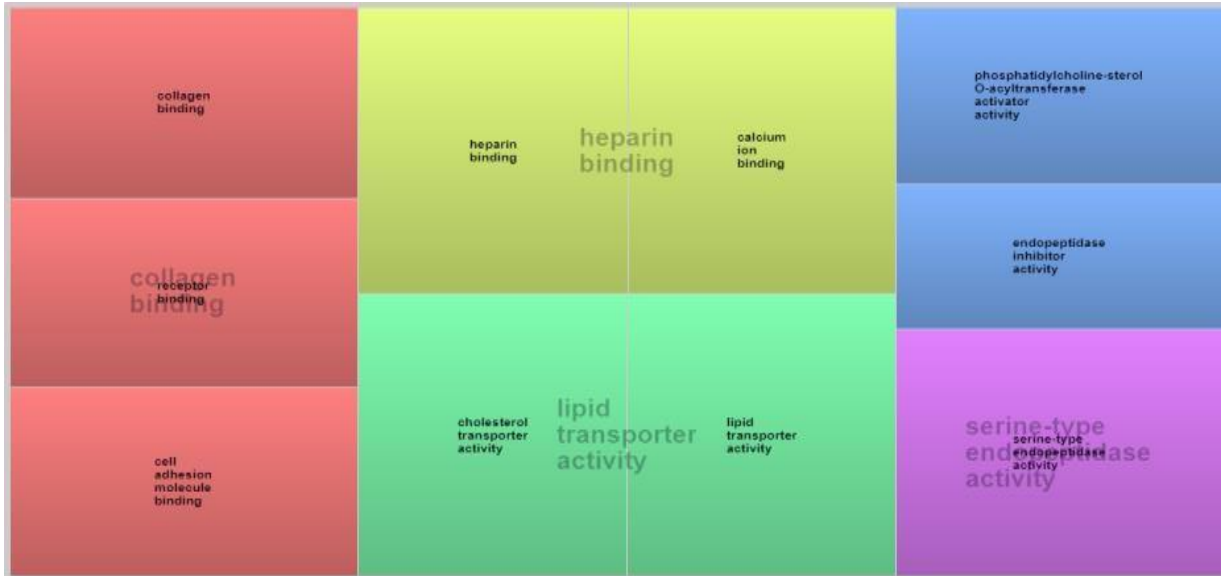 collagen
binding
collagen
binding
receptor
binding
cell
adhesion
molecule
binding
heparin
binding
heparin
binding
calcium
ion
binding
cholesterol
transporter
activity
lipid
transporter
activity
lipid
transporter
activity
phosphatidylcholine-sterol
O-acyltransferase
activator
activity
endopeptidase
inhibitor
activity
serine-type
endopeptidase
activity
serine-type
endopeptidase
activity